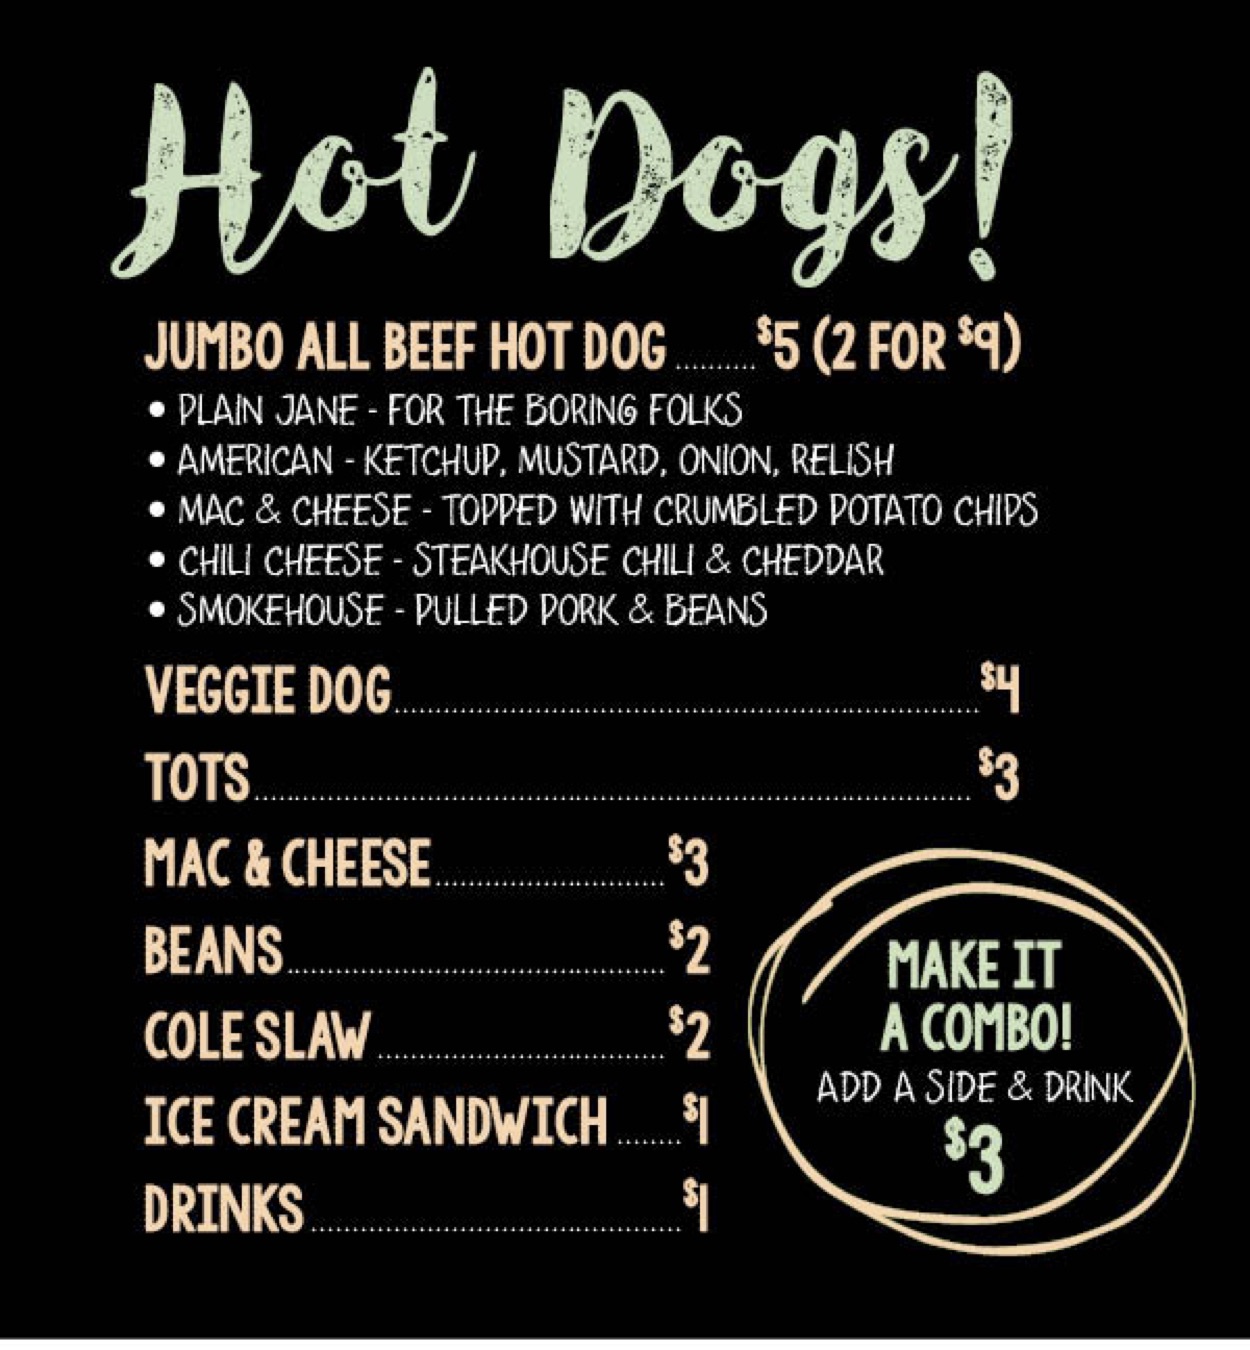 Hot Dogs!
JUMBO ALL BEEF HOT DOG.........$5 (2 FOR $9)
• PLAIN JANE - FOR THE BORING FOLKS
• AMERICAN - KETCHUP, MUSTARD, ONION, RELISH
• MAC & CHEESE - TOPPED WITH CRUMBLED POTATO CHIPS
• CHILI CHEESE - STEAKHOUSE CHILI & CHEDDAR
• SMOKEHOUSE - PULLED PORK & BEANS
VEGGIE DOG.........$4
TOTS.........$3
MAC & CHEESE.........$3
BEANS.........$2
COLE SLAW.........$2
ICE CREAM SANDWICH.........$1
DRINKS.........$1
MAKE IT
A COMBO!
ADD A SIDE & DRINK
$3